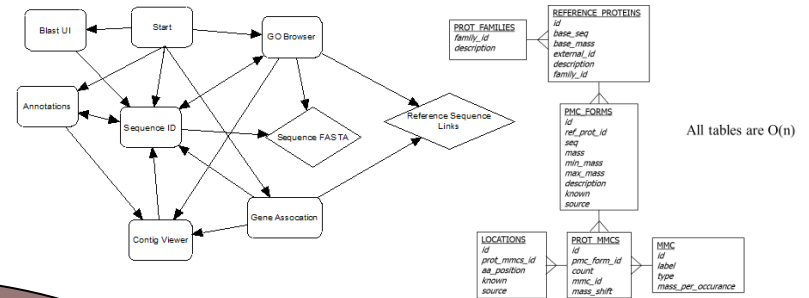 Blast UI
Start
GO Browser
Annotations
Sequence ID
Sequence FASTA
Reference Sequence
Links
Gene Assocation
Contig Viewer
PROT_FAMILIES
family_id
description
REFERENCE_PROTEINS
id
base_seq
base_mass
external_id
description
family_id
PMC_FORMS
id
ref_prot_id
seq
mass
min_mass
max_mass
description
known
source
All tables are O(n)
LOCATIONS
id
prot_mmcs_id
aa_position
known
source
PROT_MMCS
id
pmc_form_id
count
mmc_id
mass_shift
MMC
id
label
type
mass_per_occurance